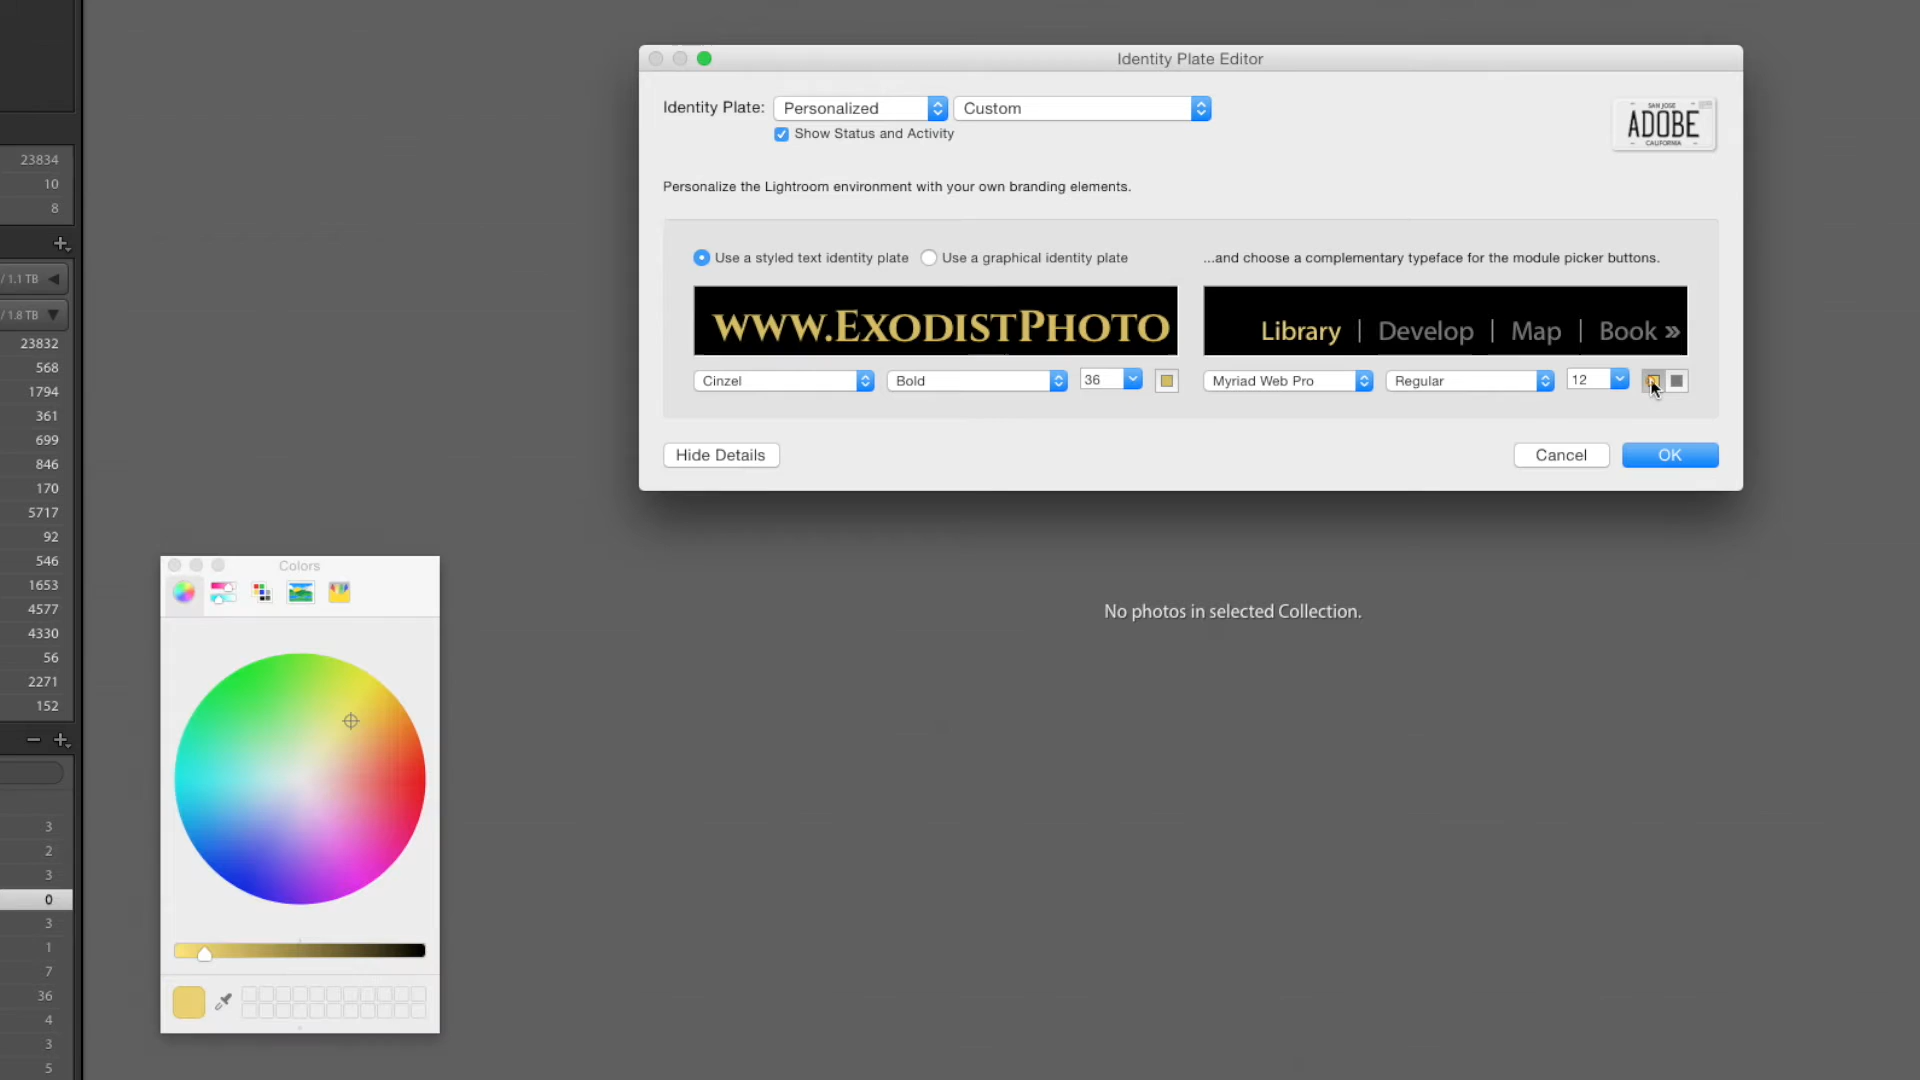 Identity Plate Editor
Identity Plate: Personalized Custom
Show Status and Activity
SAN JOSE
ADOBE
CALIFORNIA
Personalize the Lightroom environment with your own branding elements.
Use a styled text identity plate Use a graphical identity plate
...and choose a complementary typeface for the module picker buttons.
WWW.EXODISTPHOTO
Library | Develop | Map | Book »
Cinzel Bold 36
Myriad Web Pro Regular 12
Hide Details Cancel OK
23834
10
8
/ 1.1 TB
/ 1.8 TB
23832
568
1794
361
699
846
170
5717
92
546
1653
4577
4330
56
2271
152
3
2
3
0
3
1
7
36
4
3
5
Colors
No photos in selected Collection.